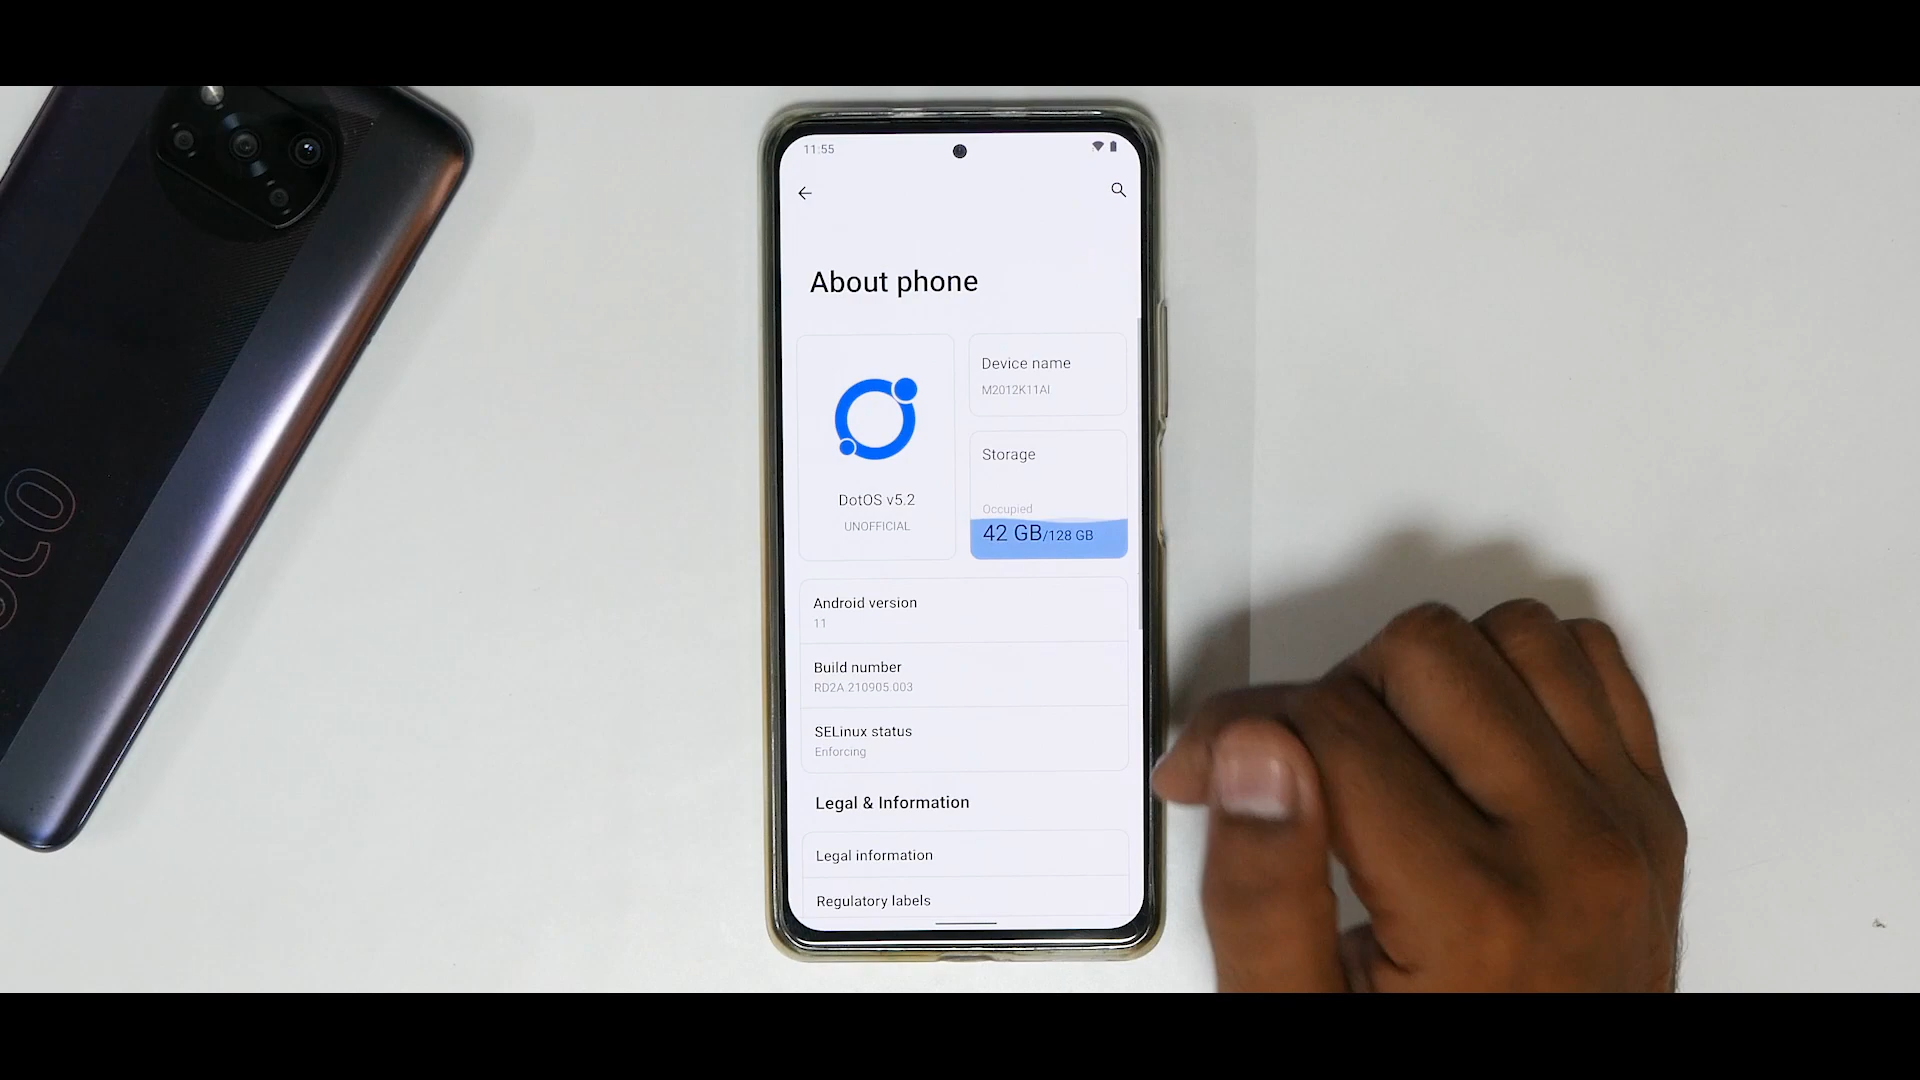 11:55
About phone
DotOS v5.2
UNOFFICIAL
Device name
M2012K11AI
Storage
Occupied
42 GB/128 GB
Android version
11
Build number
RD2A.210905.003
SELinux status
Enforcing
Legal & Information
Legal information
Regulatory labels